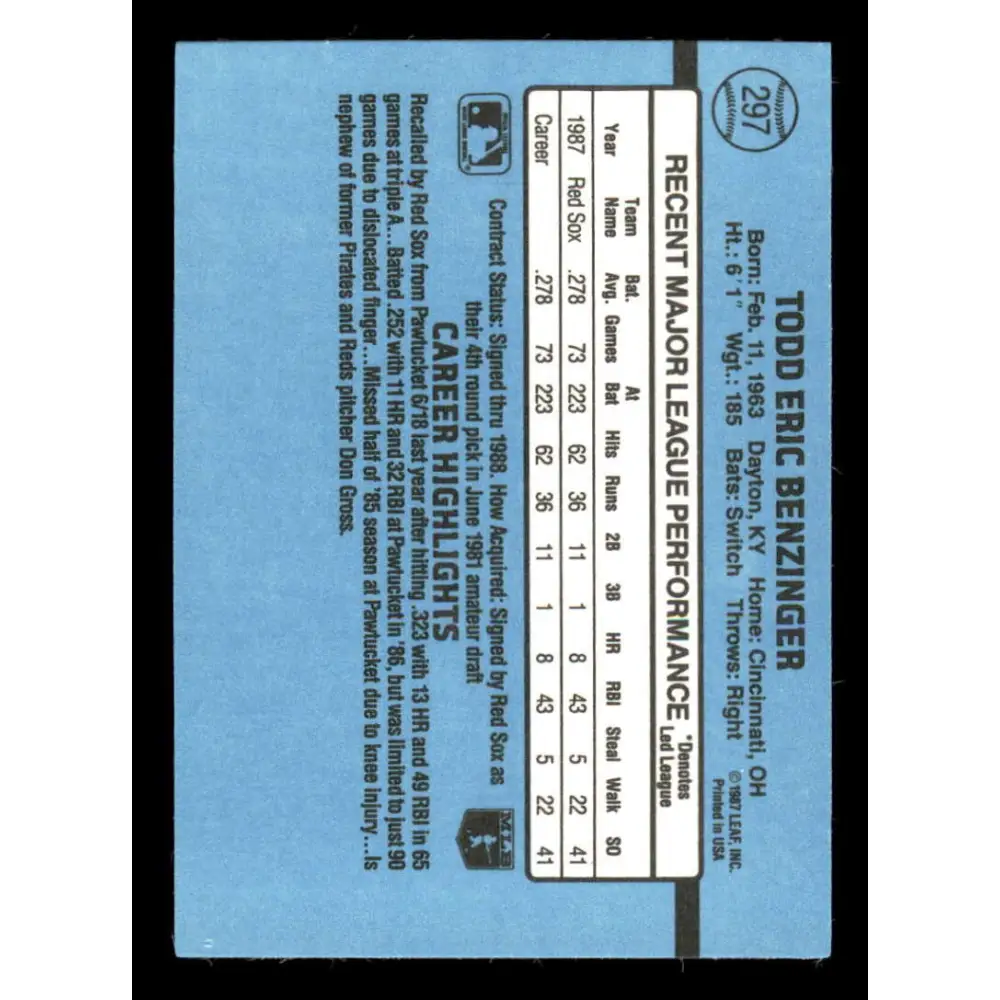 297
TODD ERIC BENZINGER
Born: Feb. 11, 1963 Dayton, KY Home: Cincinnati, OH
Ht.: 6'1" Wgt.: 185 Bats: Switch Throws: Right
©1987 LEAF, INC.
Printed in USA
RECENT MAJOR LEAGUE PERFORMANCE
*Denotes
Led League
Year Team Name Bat. Avg. Games At Bat Hits Runs 2B 3B HR RBI Steal Walk SO
1987 Red Sox .278 73 223 62 36 11 1 8 43 5 22 41
Career .278 73 223 62 36 11 1 8 43 5 22 41
Contract Status: Signed thru 1988. How Acquired: Signed by Red Sox as
their 4th round pick in June 1981 amateur draft
MLB
CAREER HIGHLIGHTS
Recalled by Red Sox from Pawtucket 6/18 last year after hitting .323 with 13 HR and 49 RBI in 65
games at triple A...Batted .252 with 11 HR and 32 RBI at Pawtucket in '86, but was limited to just 90
games due to dislocated finger...Missed half of '85 season at Pawtucket due to knee injury...Is
nephew of former Pirates and Reds pitcher Don Gross.